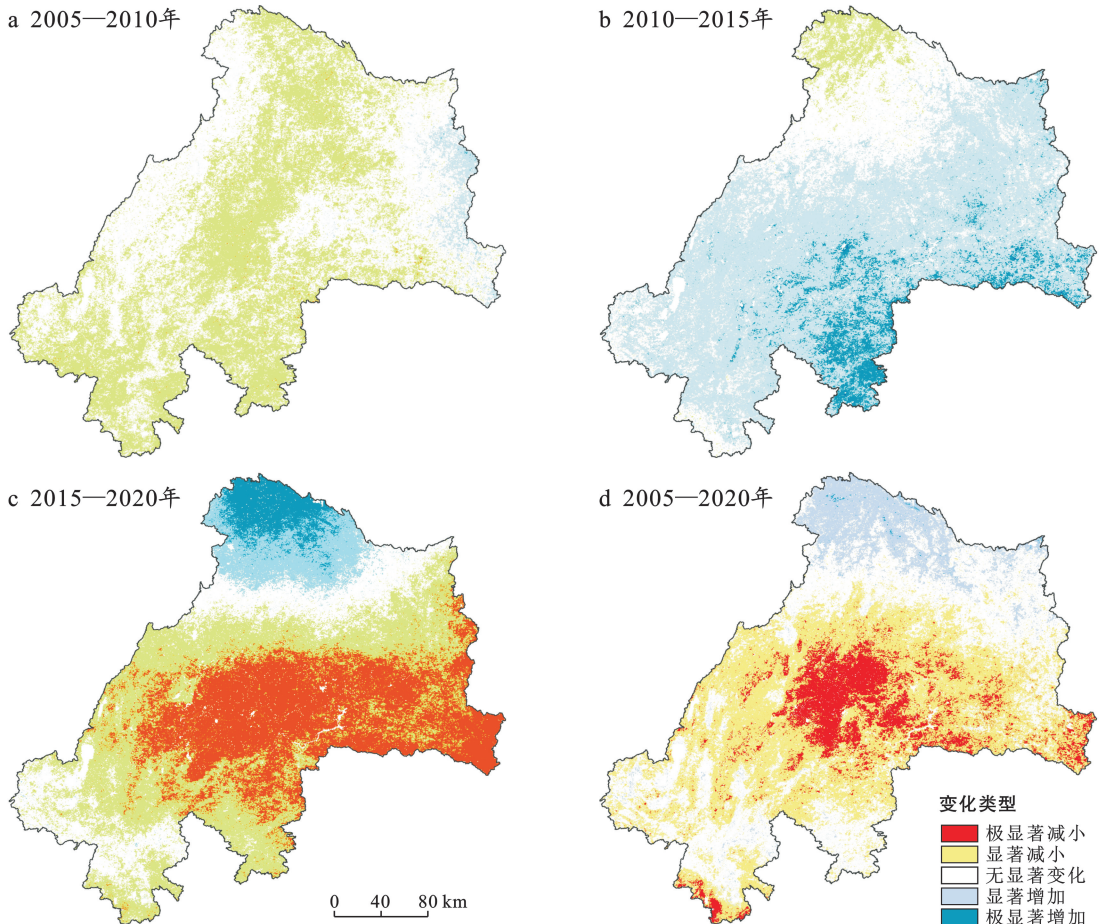 a 2005—2010年
b 2010—2015年
c 2015—2020年
d 2005—2020年
变化类型
极显著减小
显著减小
无显著变化
显著增加
极显著增加
0 40 80 km